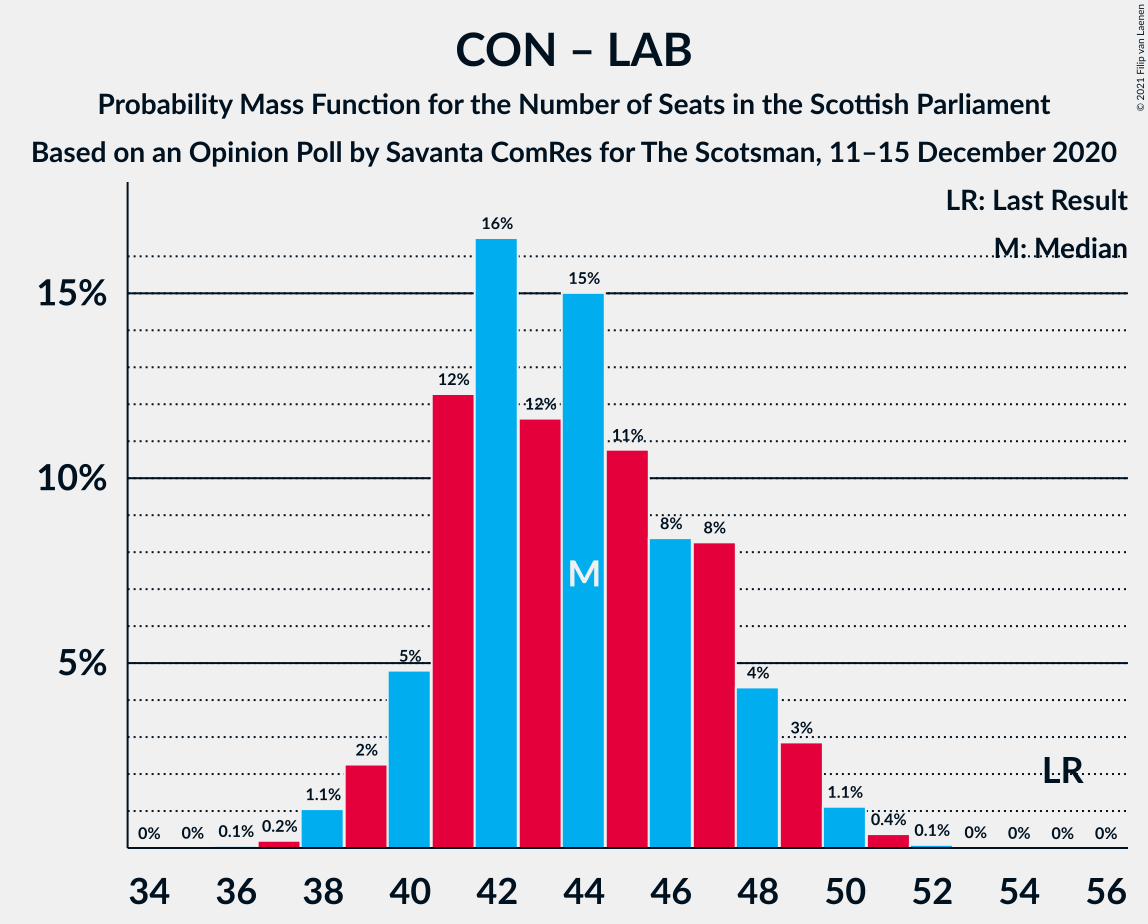 CON – LAB
Probability Mass Function for the Number of Seats in the Scottish Parliament
Based on an Opinion Poll by Savanta ComRes for The Scotsman, 11–15 December 2020
© 2021 Filip van Laenen
LR: Last Result
M: Median
15%
10%
5%
0%
0%
0.1%
0.2%
1.1%
2%
5%
12%
16%
12%
15%
11%
8%
8%
4%
3%
1.1%
0.4%
0.1%
0%
0%
0%
0%
M
LR
34 36 38 40 42 44 46 48 50 52 54 56